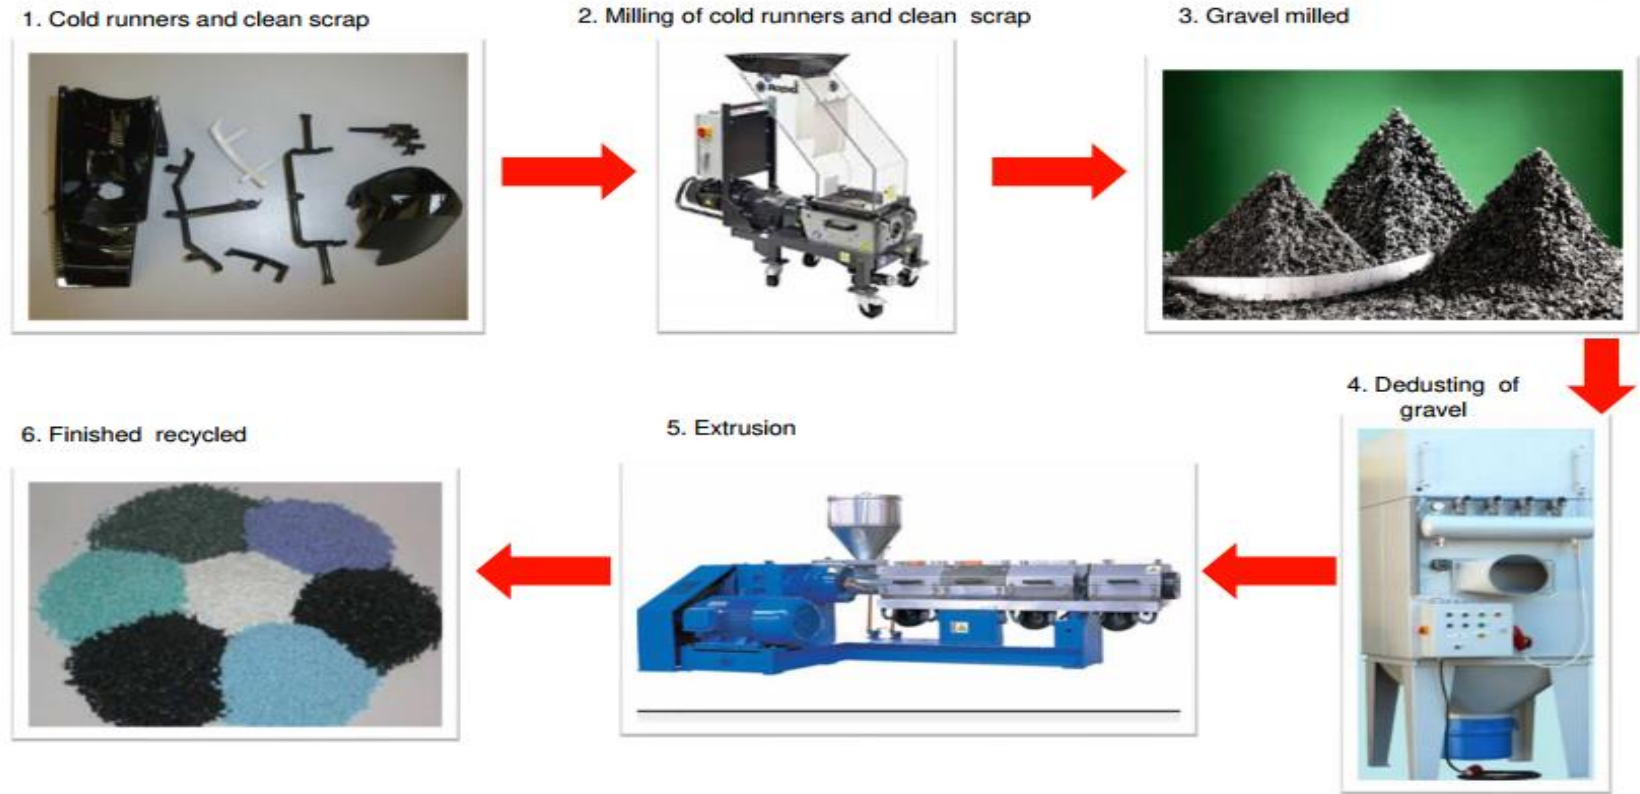 1. Cold runners and clean scrap
2. Milling of cold runners and clean scrap
3. Gravel milled
4. Dedusting of
gravel
5. Extrusion
6. Finished recycled